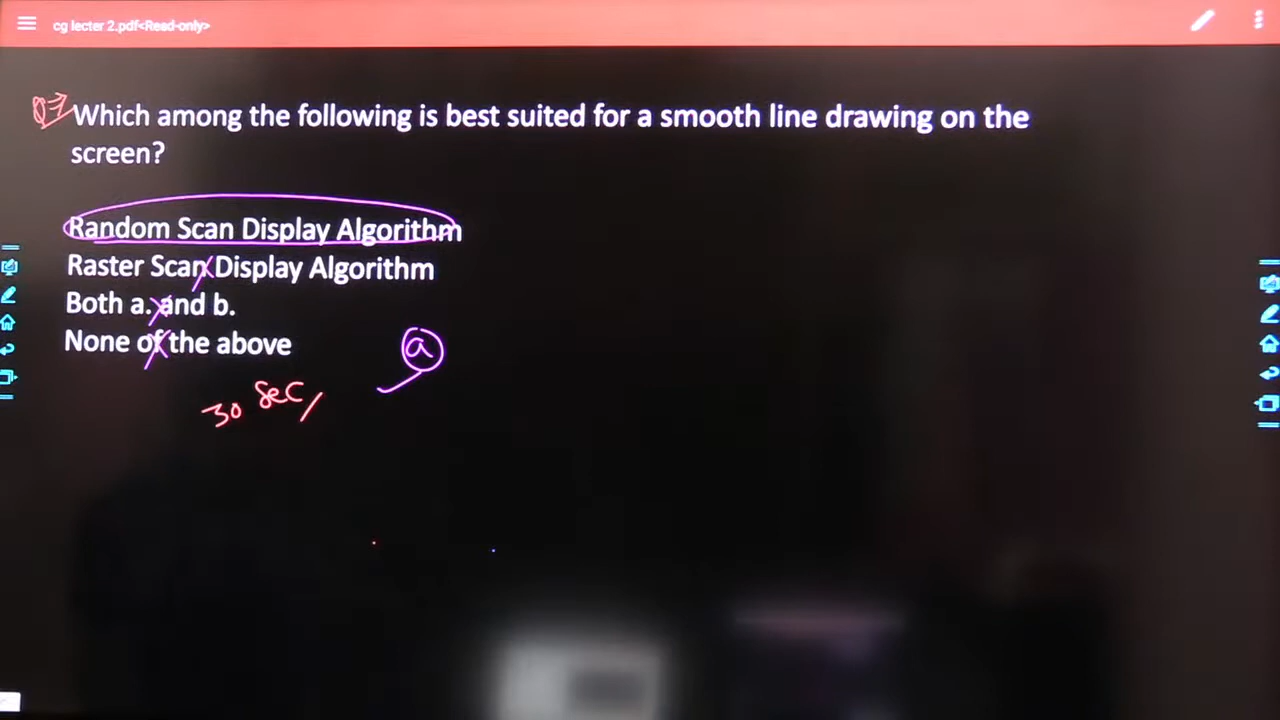 cg lecter 2.pdf<Read-only>
Q7 Which among the following is best suited for a smooth line drawing on the
screen?
Random Scan Display Algorithm
Raster Scan Display Algorithm
Both a. and b.
None of the above
a
30 Sec